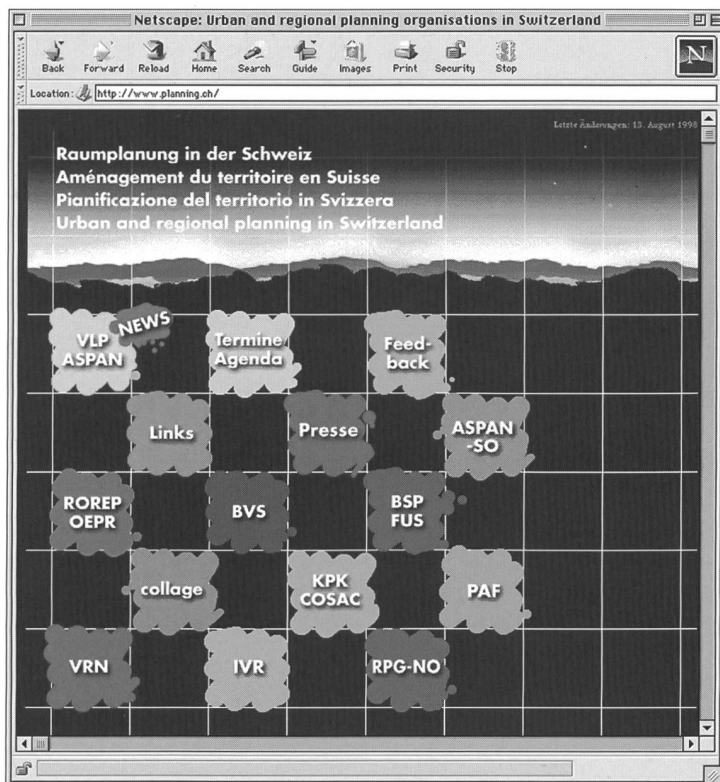 Netscape: Urban and regional planning organisations in Switzerland
Back Forward Reload Home Search Guide Images Print Security Stop
N
Location: http://www.planning.ch/
Letzte Änderungen: 13. August 1998
Raumplanung in der Schweiz
Aménagement du territoire en Suisse
Pianificazione del territorio in Svizzera
Urban and regional planning in Switzerland
VLP
ASPAN
NEWS
Termine
Agenda
Feed-
back
Links
Presse
ASPAN
-SO
ROREP
OEPR
BVS
BSP
FUS
collage
KPK
COSAC
PAF
VRN
IVR
RPG-NO